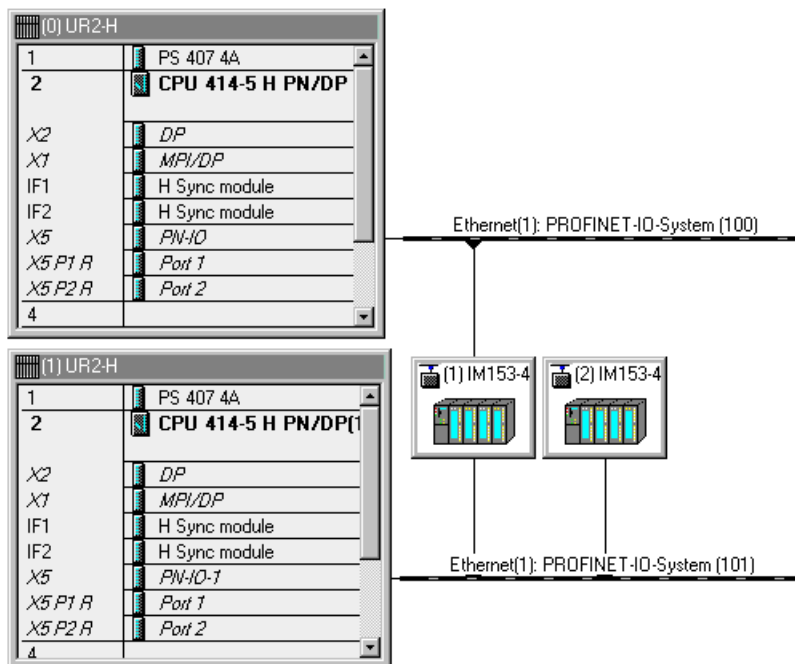 (0) UR2-H
1 PS 407 4A
2 CPU 414-5 H PN/DP
X2 DP
X1 MPI/DP
IF1 H Sync module
IF2 H Sync module
X5 PN-IO
X5 P1 R Port 1
X5 P2 R Port 2
4
Ethernet(1): PROFINET-IO-System (100)
(1) IM153-4
(2) IM153-4
(1) UR2-H
1 PS 407 4A
2 CPU 414-5 H PN/DP(1
X2 DP
X1 MPI/DP
IF1 H Sync module
IF2 H Sync module
X5 PN-IO-1
X5 P1 R Port 1
X5 P2 R Port 2
4
Ethernet(1): PROFINET-IO-System (101)